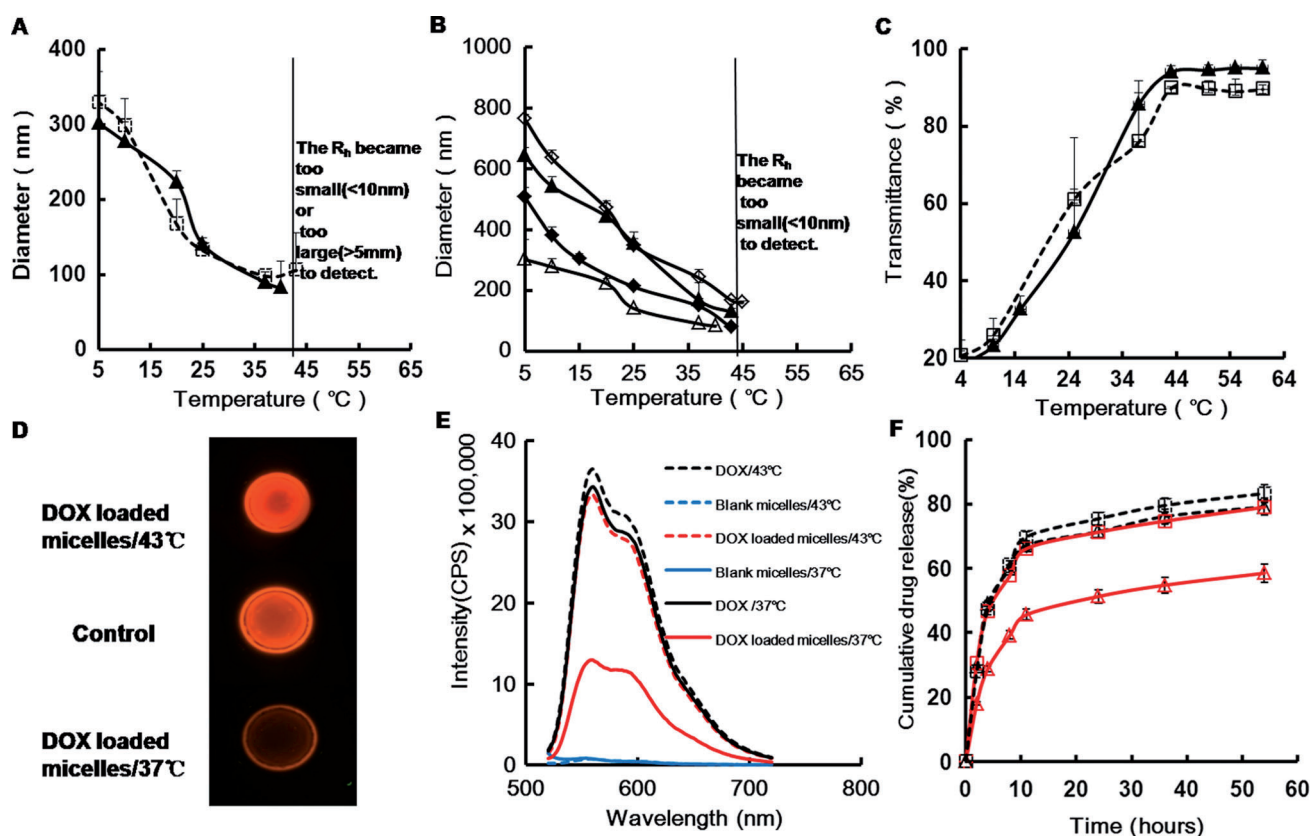 A
Diameter ( nm)
400
300
200
100
0
5
15
25
35
45
55
65
Temperature ( ℃)
The Rh became
too
small(<10nm)
or
too
large(>5mm)
to detect.
B
Diameter ( nm)
1000
800
600
400
200
0
5
15
25
35
45
55
65
Temperature ( ℃)
The Rh
became
too
small(<10nm)
to detect.
C
Transmittance ( % )
100
80
60
40
20
4
14
24
34
44
54
64
Temperature ( ℃)
D
DOX loaded
micelles/43℃
Control
DOX loaded
micelles/37℃
E
Intensity(CPS) x 100,000
40
35
30
25
20
15
10
5
0
500
600
700
800
Wavelength (nm)
DOX/43℃
Blank micelles/43℃
DOX loaded micelles/43℃
Blank micelles/37℃
DOX /37℃
DOX loaded micelles/37℃
F
Cumulative drug release(%)
100
80
60
40
20
0
0
10
20
30
40
50
60
Time (hours)